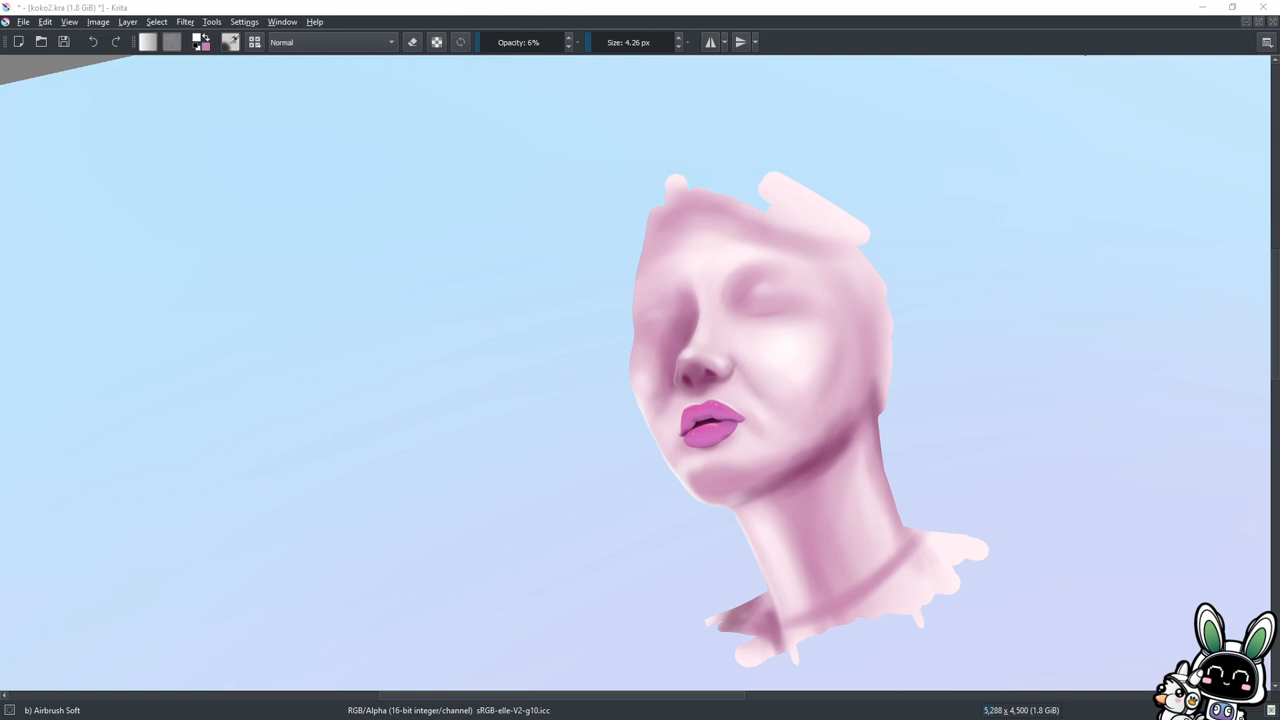 * - [koko2.kra (1.8 GiB) *] - Krita
File Edit View Image Layer Select Filter Tools Settings Window Help
Normal Opacity: 6% Size: 4.26 px
b) Airbrush Soft RGB/Alpha (16-bit integer/channel) sRGB-elle-V2-g10.icc 5,288 x 4,500 (1.8 GiB)